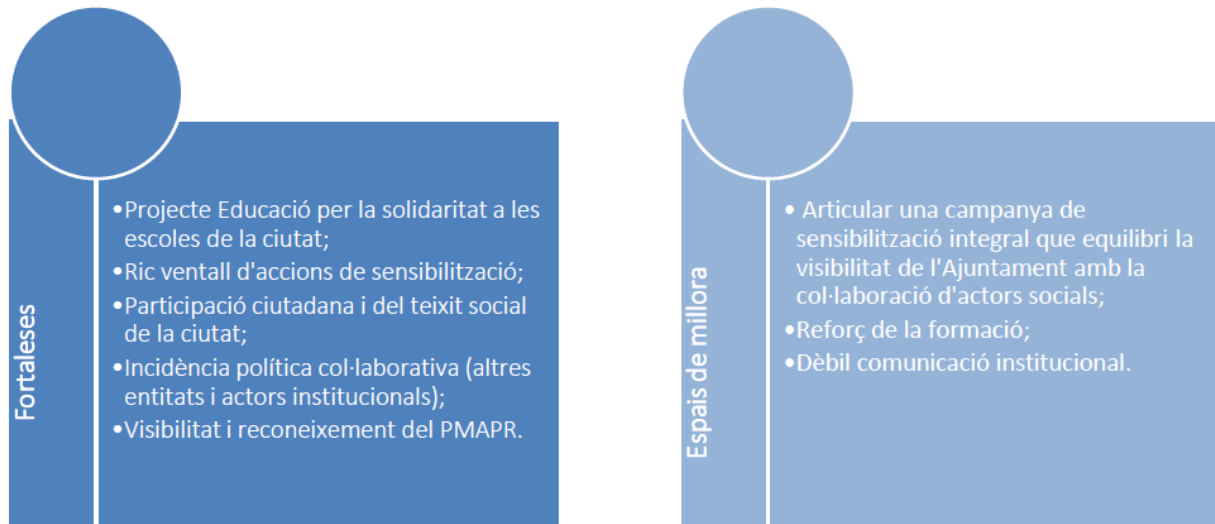 Fortaleses
•Projecte Educació per la solidaritat a les
escoles de la ciutat;
•Ric ventall d'accions de sensibilització;
•Participació ciutadana i del teixit social
de la ciutat;
•Incidència política col·laborativa (altres
entitats i actors institucionals);
•Visibilitat i reconeixement del PMAPR.
Espais de millora
• Articular una campanya de
sensibilització integral que equilibri la
visibilitat de l'Ajuntament amb la
col·laboració d'actors socials;
•Reforç de la formació;
•Dèbil comunicació institucional.